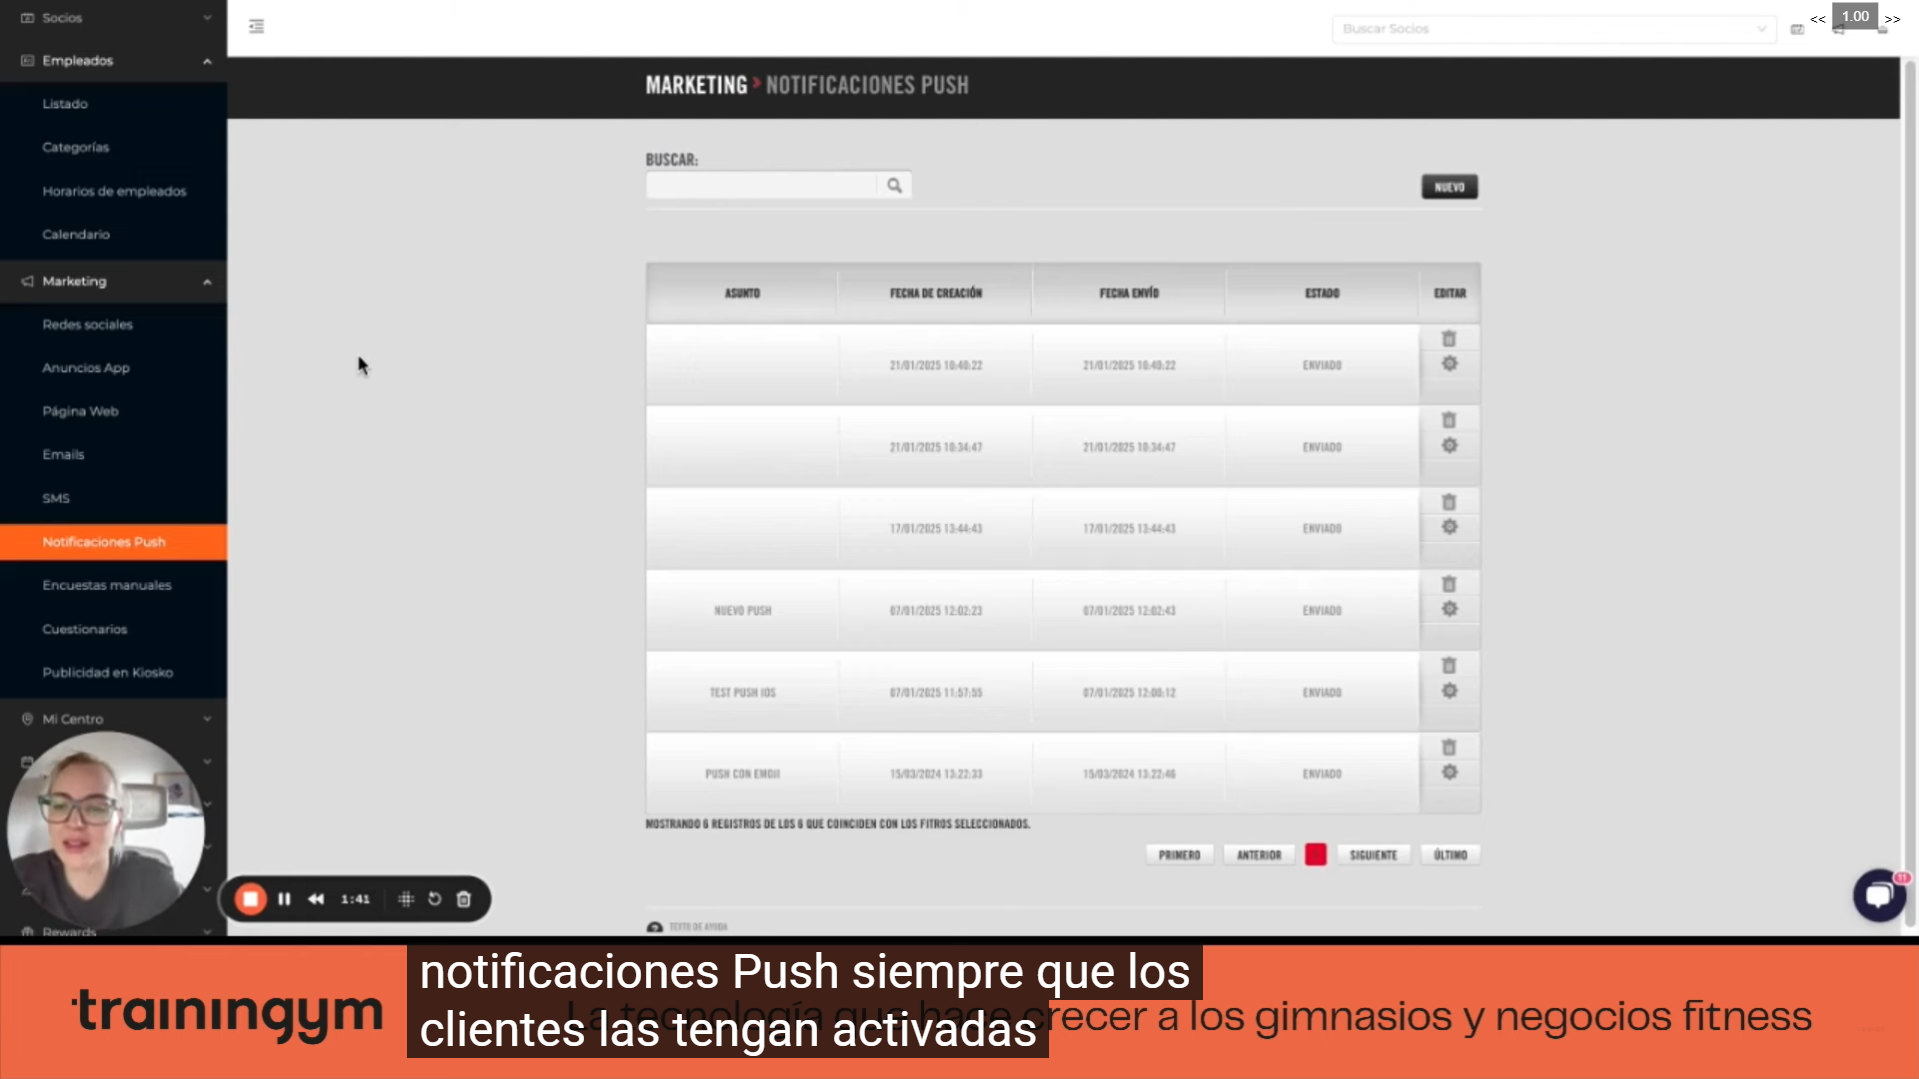 Socios
Empleados
Listado
Categorías
Horarios de empleados
Calendario
Marketing
Redes sociales
Anuncios App
Página Web
Emails
SMS
Notificaciones Push
Encuestas manuales
Cuestionarios
Publicidad en Kiosko
Mi Centro
Rewards
Buscar Socios
<< 1.00 >>
MARKETING > NOTIFICACIONES PUSH
BUSCAR:
NUEVO
ASUNTO FECHA DE CREACIÓN FECHA ENVÍO ESTADO EDITAR
21/01/2025 10:40:22 21/01/2025 10:40:22 ENVIADO
21/01/2025 10:34:47 21/01/2025 10:34:47 ENVIADO
17/01/2025 13:44:43 17/01/2025 13:44:43 ENVIADO
NUEVO PUSH 07/01/2025 12:02:23 07/01/2025 12:02:43 ENVIADO
TEST PUSH IOS 07/01/2025 11:57:55 07/01/2025 12:00:12 ENVIADO
PUSH CON EMOJI 15/03/2024 13:22:33 15/03/2024 13:22:46 ENVIADO
MOSTRANDO 6 REGISTROS DE LOS 6 QUE COINCIDEN CON LOS FITROS SELECCIONADOS.
PRIMERO ANTERIOR SIGUIENTE ÚLTIMO
11
1:41
TEXTO DE AYUDA
trainingym
La tecnología que hace crecer a los gimnasios y negocios fitness
notificaciones Push siempre que los
clientes las tengan activadas